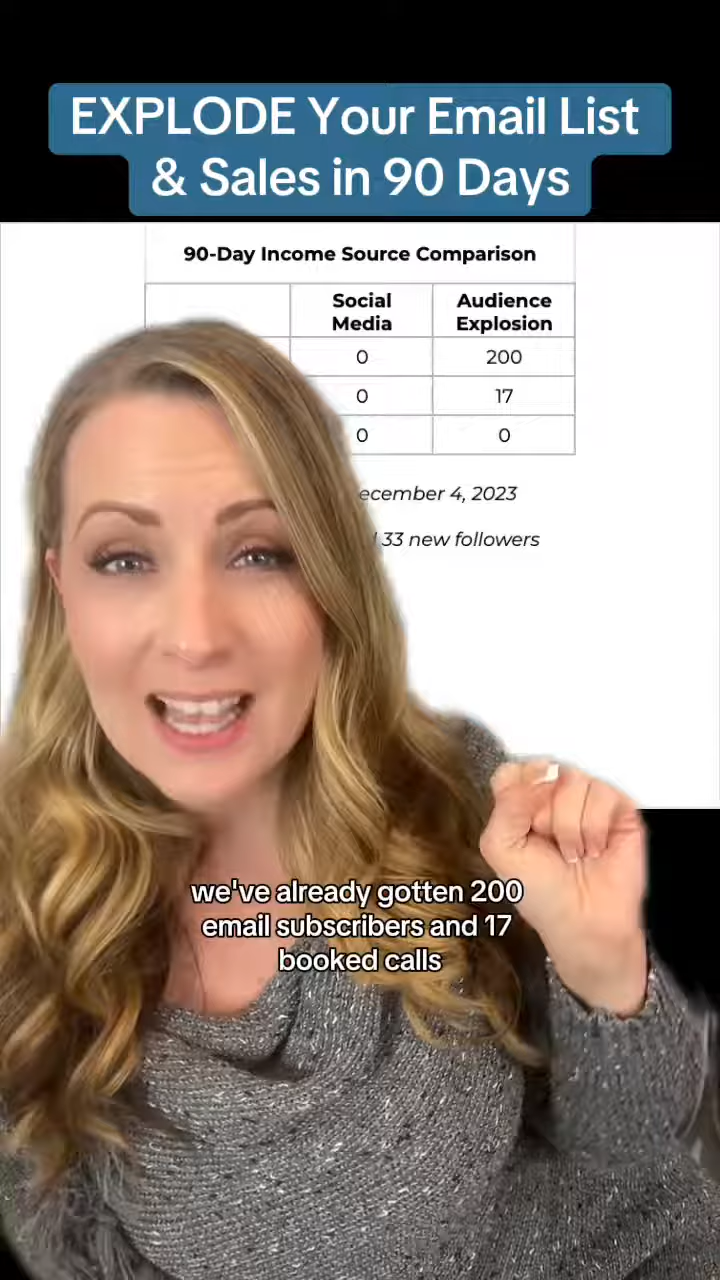 EXPLODE Your Email List
& Sales in 90 Days
90-Day Income Source Comparison
Social Audience
Media Explosion
0 200
0 17
0 0
ecember 4, 2023
33 new followers
we've already gotten 200
email subscribers and 17
booked calls